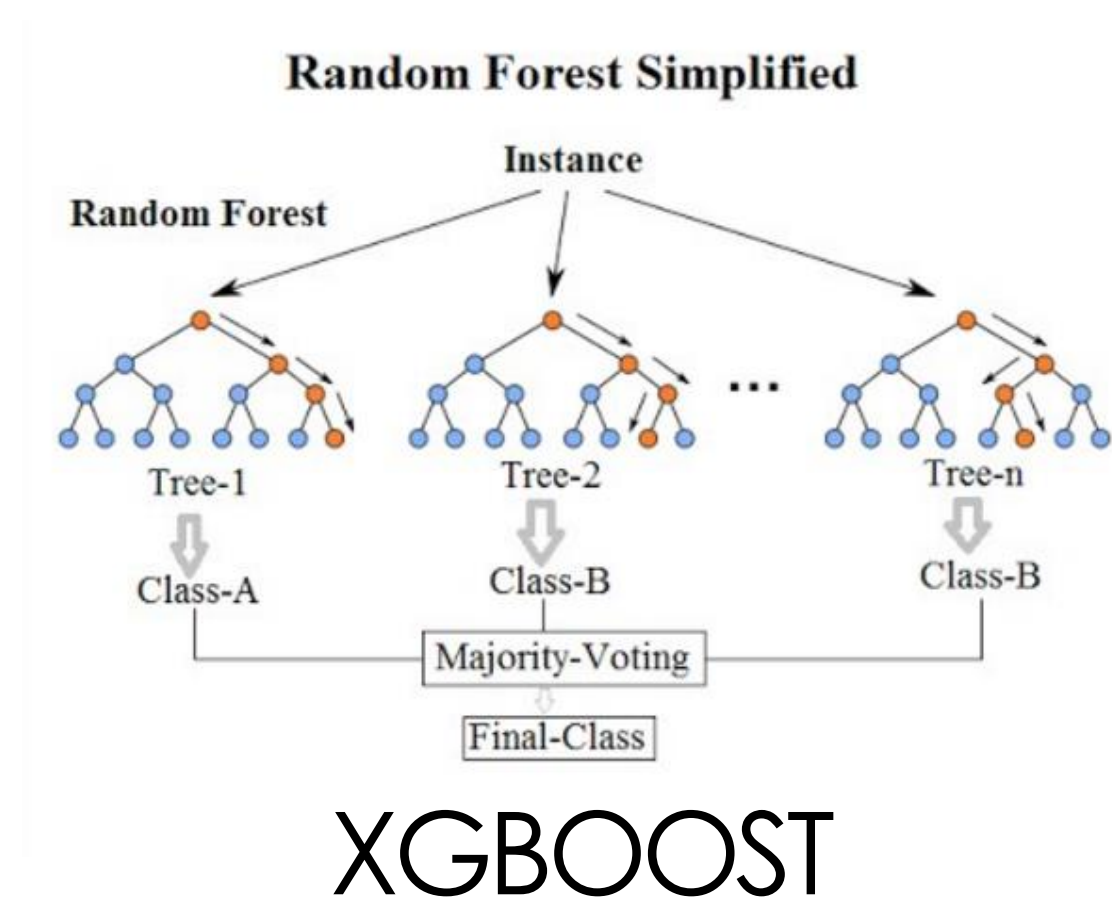 Random Forest Simplified
Instance
Random Forest
...
Tree-1
Tree-2
Tree-n
Class-A
Class-B
Class-B
Majority-Voting
Final-Class
XGBOOST